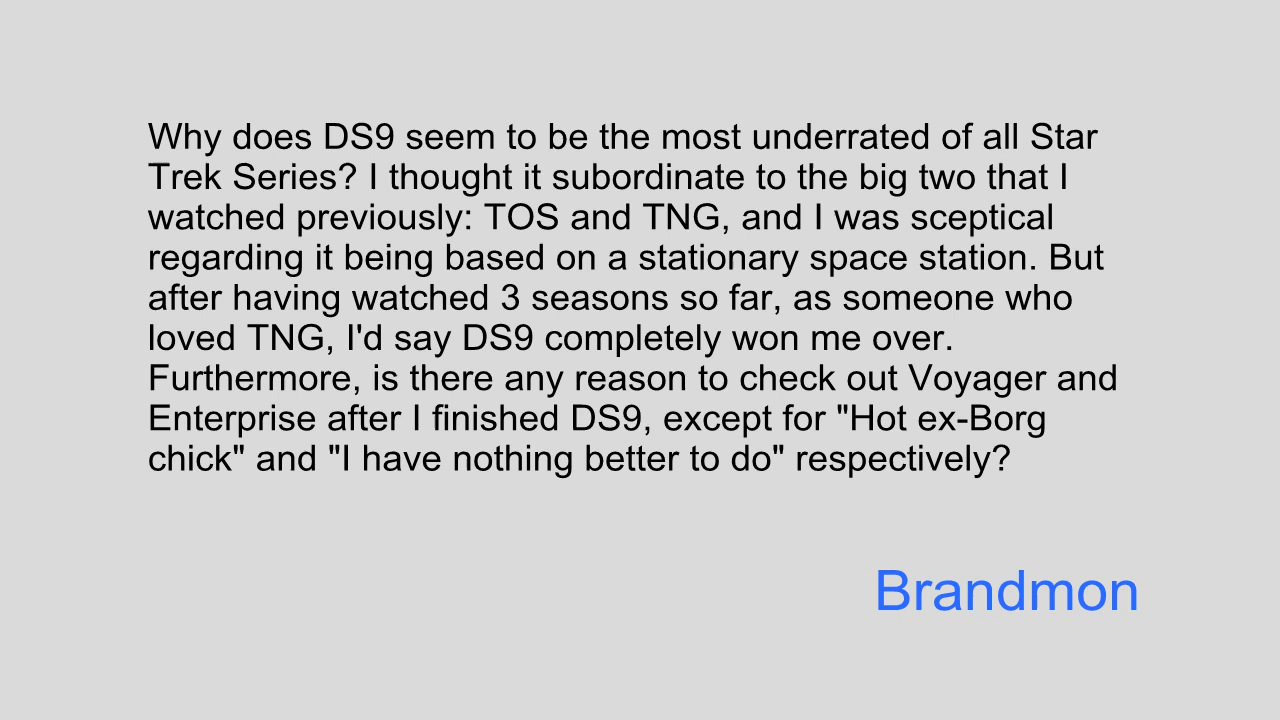 Why does DS9 seem to be the most underrated of all Star
Trek Series? I thought it subordinate to the big two that I
watched previously: TOS and TNG, and I was sceptical
regarding it being based on a stationary space station. But
after having watched 3 seasons so far, as someone who
loved TNG, I'd say DS9 completely won me over.
Furthermore, is there any reason to check out Voyager and
Enterprise after I finished DS9, except for "Hot ex-Borg
chick" and "I have nothing better to do" respectively?
Brandmon